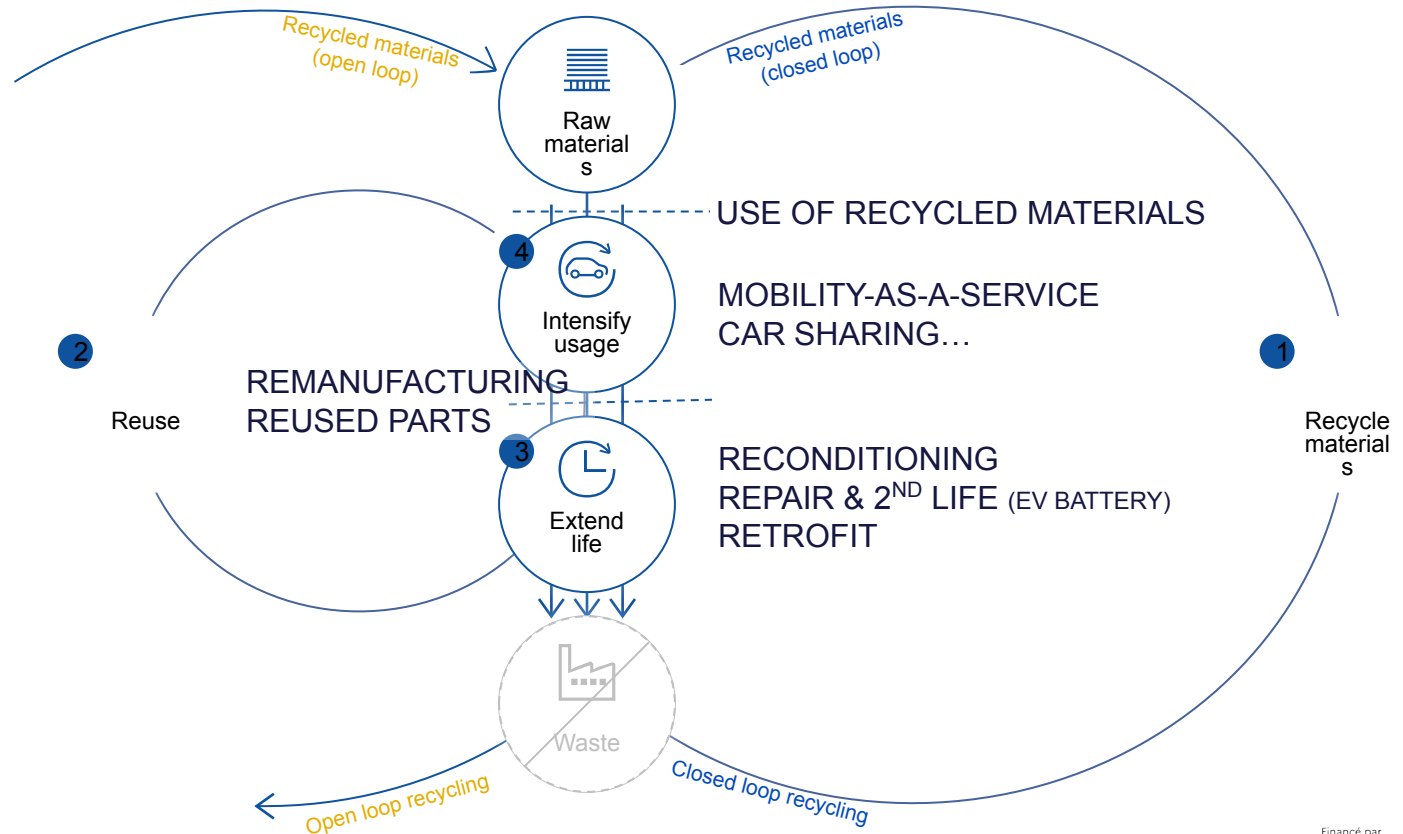 Recycled materials
(open loop)
Recycled materials
(closed loop)
Raw
material
s
USE OF RECYCLED MATERIALS
4
Intensify
usage
MOBILITY-AS-A-SERVICE
CAR SHARING…
2
Reuse
REMANUFACTURING
REUSED PARTS
1
Recycle
material
s
3
Extend
life
RECONDITIONING
REPAIR & 2ND LIFE (EV BATTERY)
RETROFIT
Waste
Open loop recycling
Closed loop recycling
Financé par